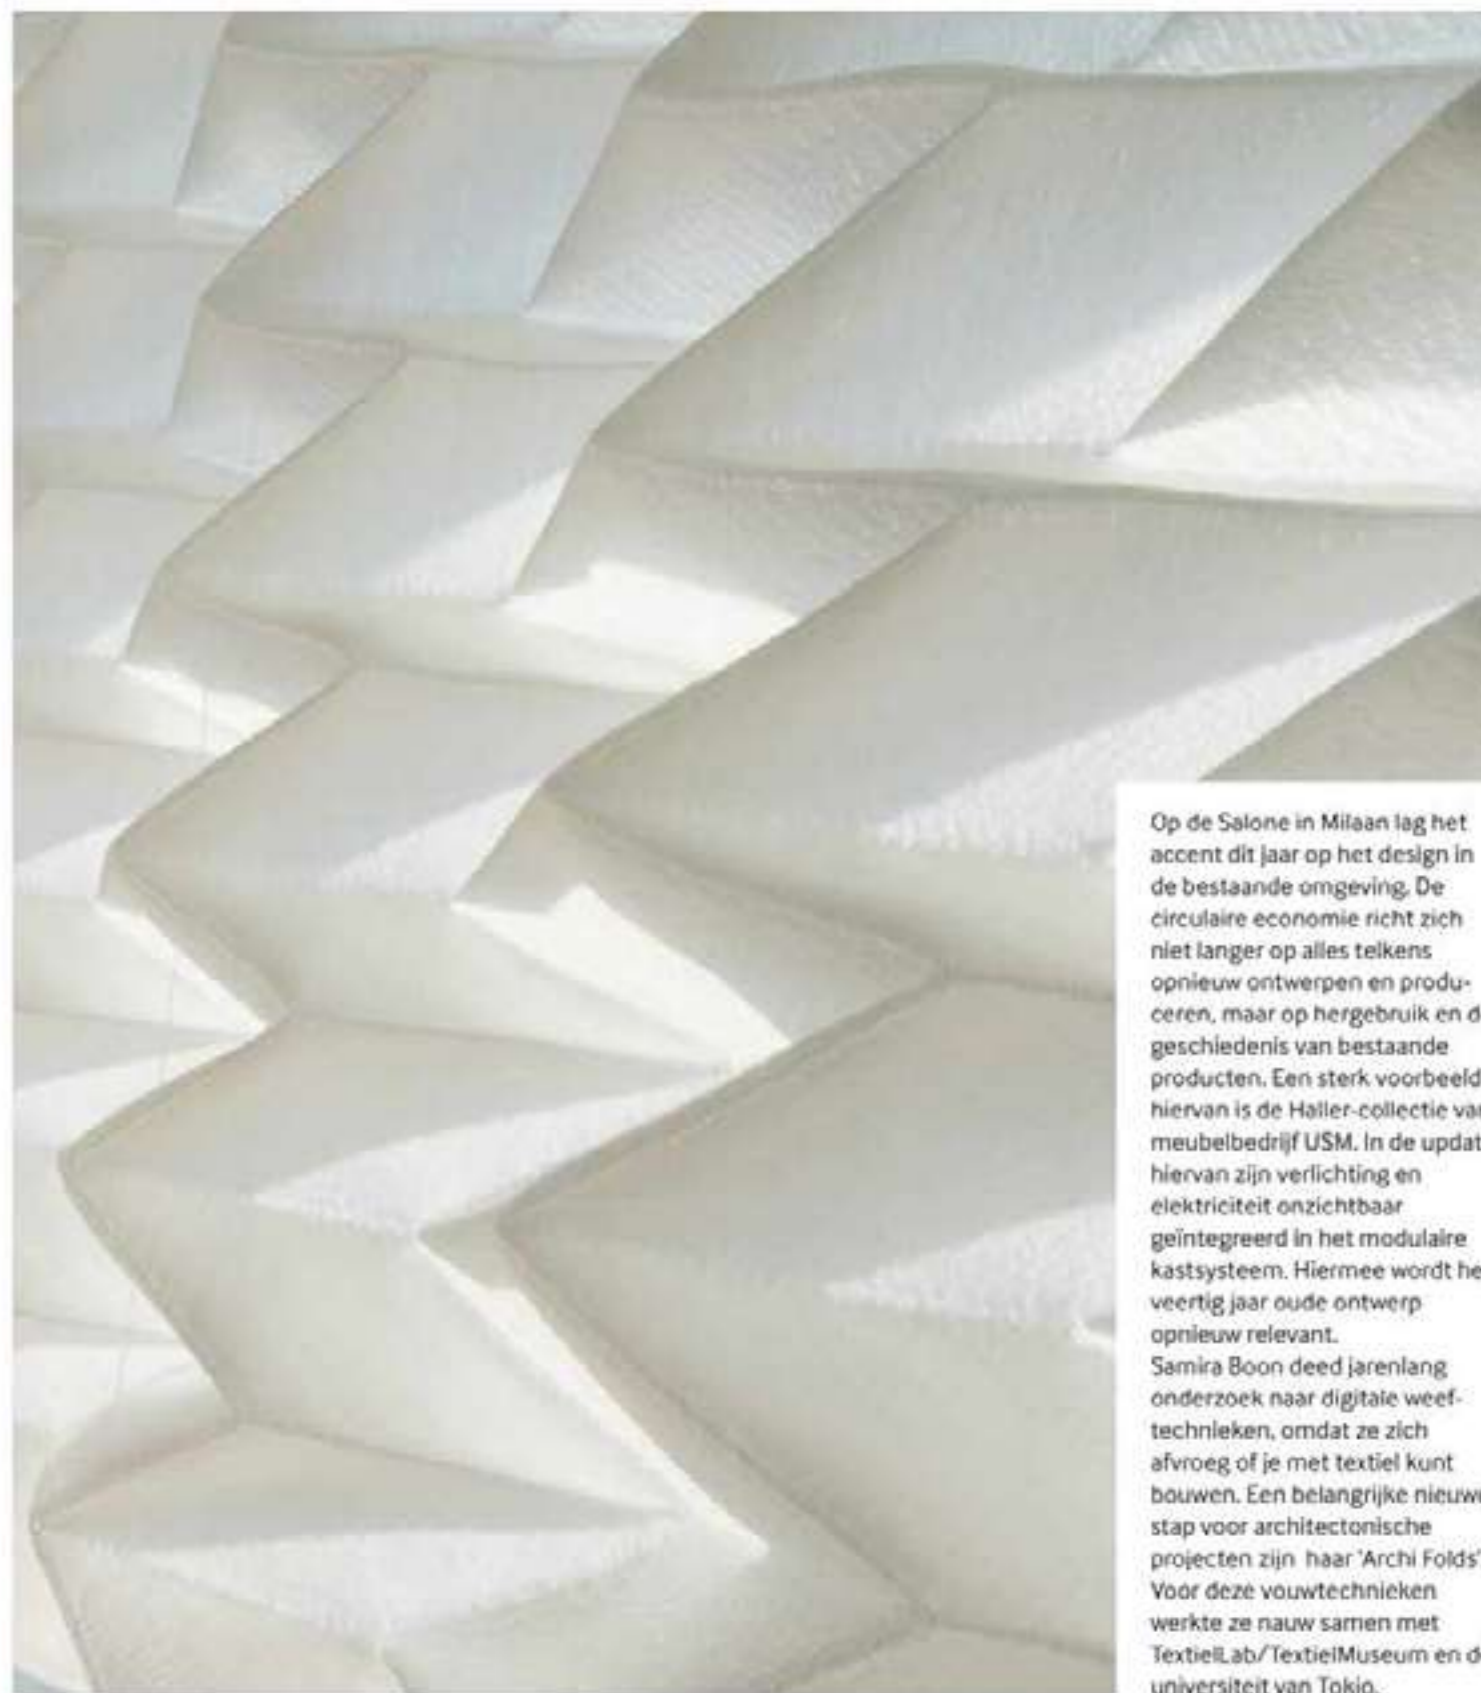 Op de Salone in Milaan lag het
accent dit jaar op het design in
de bestaande omgeving. De
circulaire economie richt zich
niet langer op alles telkens
opnieuw ontwerpen en produ-
ceren, maar op hergebruik en d
geschiedenis van bestaande
producten. Een sterk voorbeeld
hiervan is de Haller-collectie van
meubelbedrijf USM. In de updat
hiervan zijn verlichting en
elektriciteit onzichtbaar
geïntegreerd in het modulaire
kastsysteem. Hiermee wordt he
veertig jaar oude ontwerp
opnieuw relevant.
Samira Boon deed jarenlang
onderzoek naar digitale weef-
technieken, omdat ze zich
afvroeg of je met textiel kunt
bouwen. Een belangrijke nieuwe
stap voor architectonische
projecten zijn haar 'Archi Folds'
Voor deze vouwtechnieken
werkte ze nauw samen met
TextielLab/TextielMuseum en d
universiteit van Tokio.